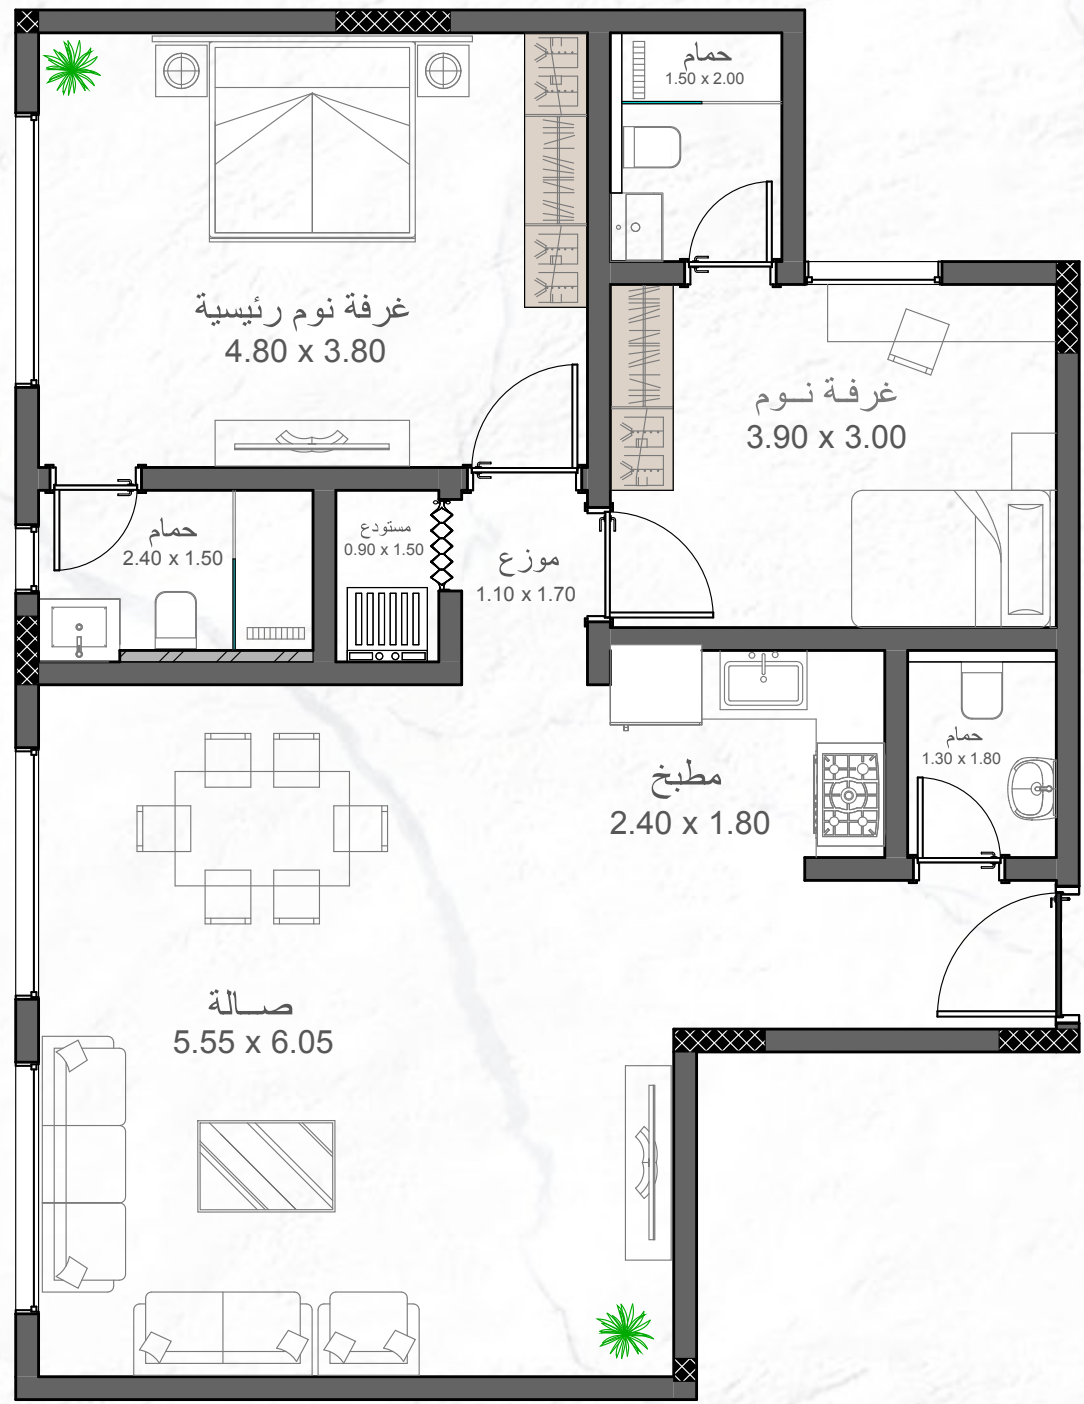 حمام
1.50 x 2.00
غرفة نوم رئيسية
4.80 x 3.80
غرفة نوم
3.90 x 3.00
حمام
2.40 x 1.50
مستودع
0.90 x 1.50
موزع
1.10 x 1.70
مطبخ
2.40 x 1.80
حمام
1.30 x 1.80
صالة
5.55 x 6.05